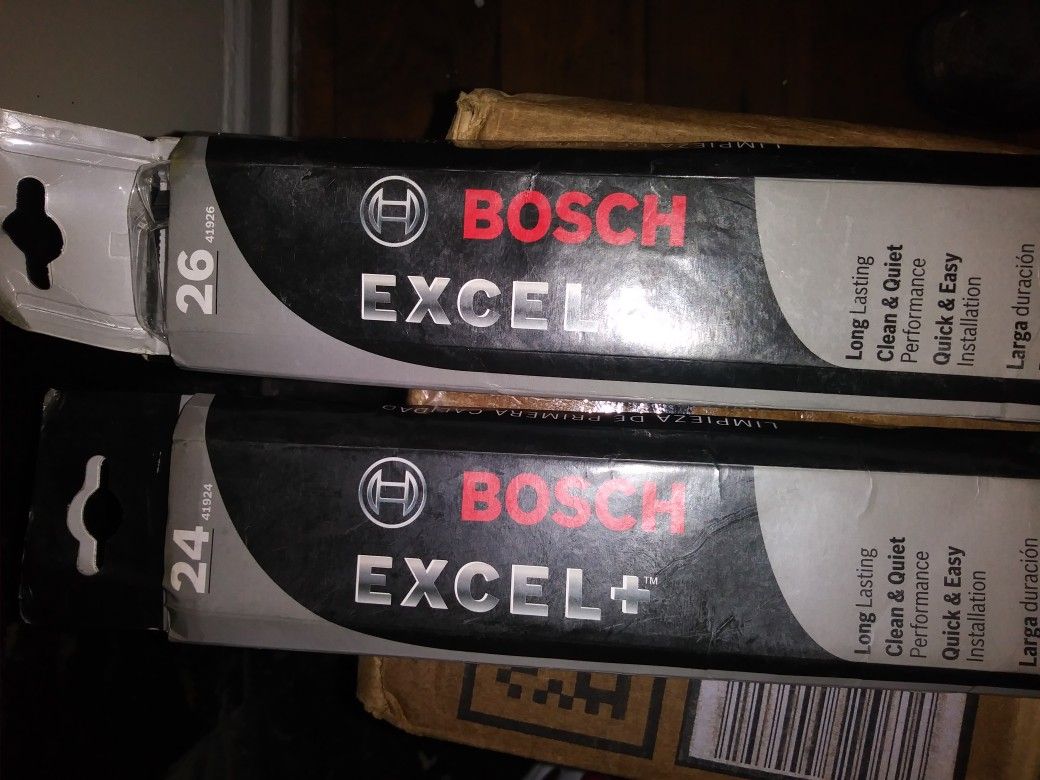 26 41926
BOSCH
EXCEL+
Long Lasting
Clean & Quiet
Performance
Quick & Easy
Installation
Larga duración
LIMPIEZA DE PRIMERA CALIDAD
24 41924
BOSCH
EXCEL+™
Long Lasting
Clean & Quiet
Performance
Quick & Easy
Installation
Larga duración